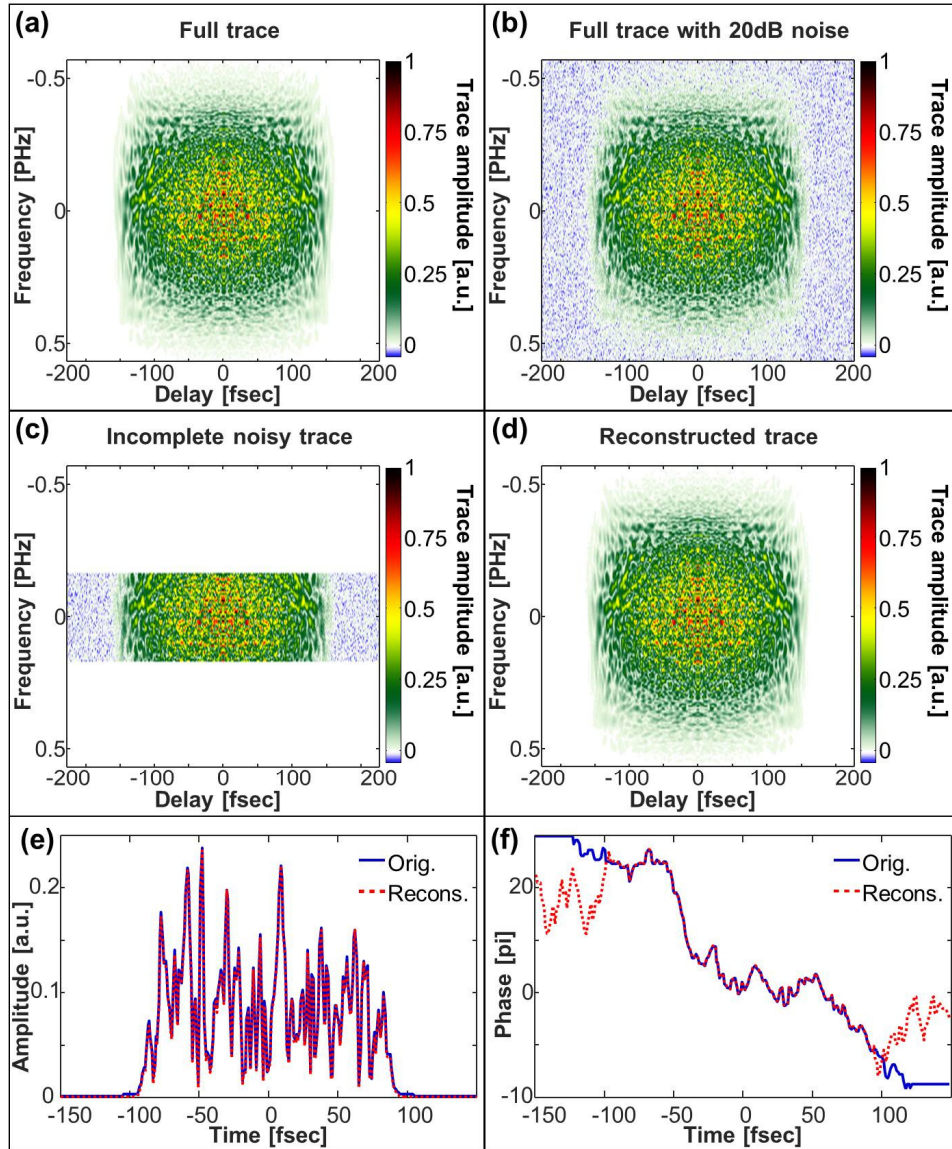 (a) Full trace
-0.5
0
0.5
Frequency [PHz]
-200 -100 0 100 200
Delay [fsec]
1
0.75
0.5
0.25
0
Trace amplitude [a.u.]
(b) Full trace with 20dB noise
-0.5
0
0.5
Frequency [PHz]
-200 -100 0 100 200
Delay [fsec]
1
0.75
0.5
0.25
0
Trace amplitude [a.u.]
(c) Incomplete noisy trace
-0.5
0
0.5
Frequency [PHz]
-200 -100 0 100 200
Delay [fsec]
1
0.75
0.5
0.25
0
Trace amplitude [a.u.]
(d) Reconstructed trace
-0.5
0
0.5
Frequency [PHz]
-200 -100 0 100 200
Delay [fsec]
1
0.75
0.5
0.25
0
Trace amplitude [a.u.]
(e)
Orig.
Recons.
0.2
0.1
0
Amplitude [a.u.]
-150 -100 -50 0 50 100
Time [fsec]
(f)
Orig.
Recons.
20
0
-10
Phase [pi]
-150 -100 -50 0 50 100
Time [fsec]